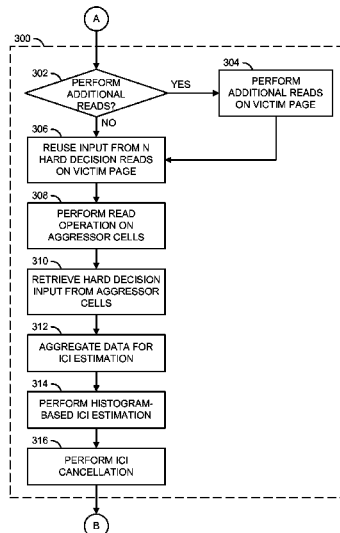 A
300
302
PERFORM
ADDITIONAL
READS?
YES
304
PERFORM
ADDITIONAL READS
ON VICTIM PAGE
NO
306
REUSE INPUT FROM N
HARD DECISION READS
ON VICTIM PAGE
308
PERFORM READ
OPERATION ON
AGGRESSOR CELLS
310
RETRIEVE HARD DECISION
INPUT FROM AGGRESSOR
CELLS
312
AGGREGATE DATA FOR
ICI ESTIMATION
314
PERFORM HISTOGRAM-
BASED ICI ESTIMATION
316
PERFORM ICI
CANCELLATION
B